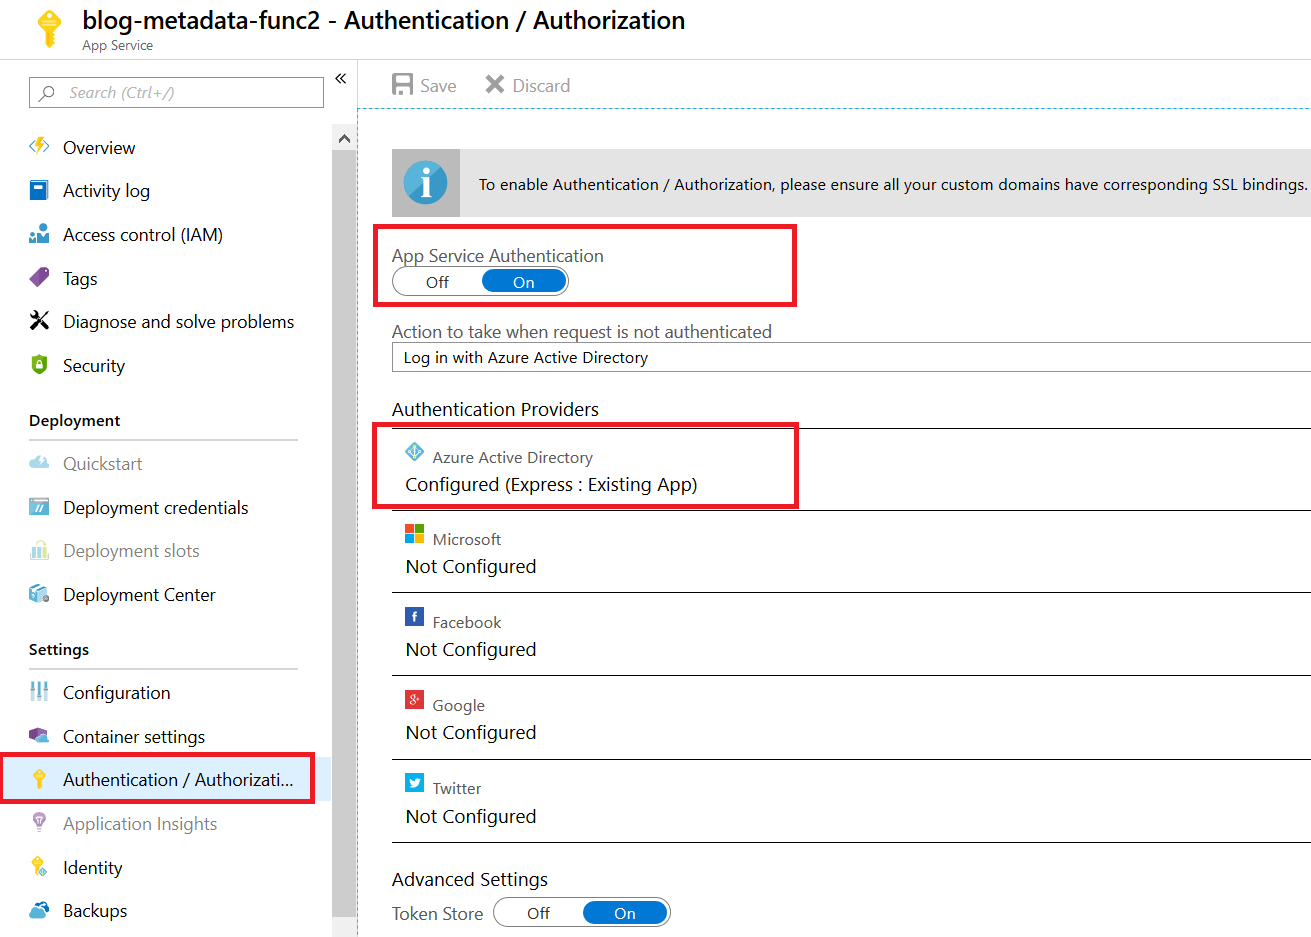 blog-metadata-func2 - Authentication / Authorization
App Service
Search (Ctrl+/)
«
Overview
Activity log
Access control (IAM)
Tags
Diagnose and solve problems
Security
Deployment
Quickstart
Deployment credentials
Deployment slots
Deployment Center
Settings
Configuration
Container settings
Authentication / Authorizati...
Application Insights
Identity
Backups
Save Discard
To enable Authentication / Authorization, please ensure all your custom domains have corresponding SSL bindings.
App Service Authentication
Off On
Action to take when request is not authenticated
Log in with Azure Active Directory
Authentication Providers
Azure Active Directory
Configured (Express : Existing App)
Microsoft
Not Configured
Facebook
Not Configured
Google
Not Configured
Twitter
Not Configured
Advanced Settings
Token Store Off On